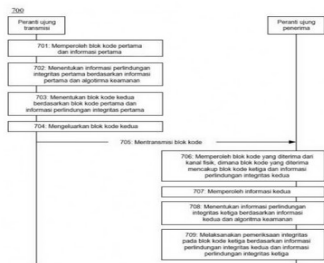 700
Peranti ujung
transmisi
Peranti ujung
penerima
701: Memperoleh blok kode pertama
dan informasi pertama
702: Menentukan informasi perlindungan
integritas pertama berdasarkan informasi
pertama dan algoritma keamanan
703: Menentukan blok kode kedua
berdasarkan blok kode pertama dan
informasi perlindungan integritas pertama
704: Mengeluarkan blok kode kedua
705: Mentransmisi blok kode
706: Memperoleh blok kode yang diterima dari
kanal fisik, dimana blok kode yang diterima
mencakup blok kode ketiga dan informasi
perlindungan integritas kedua
707: Memperoleh informasi kedua
708: Menentukan informasi perlindungan
integritas ketiga berdasarkan informasi
kedua dan algoritma keamanan
709: Melaksanakan pemeriksaan integritas
pada blok kode ketiga berdasarkan informasi
perlindungan integritas kedua dan informasi
perlindungan integritas ketiga